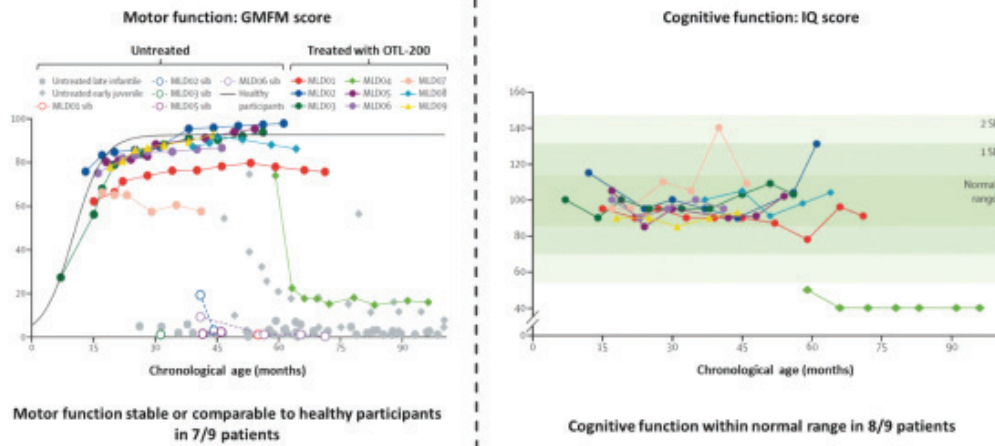 Motor function: GMFM score
Untreated
Treated with OTL-200
Untreated late infantile
Untreated early juvenile
MLD01 sib
MLD02 sib
MLD03 sib
MLD05 sib
MLD06 sib
Healthy
participants
MLD01
MLD02
MLD03
MLD04
MLD05
MLD06
MLD07
MLD08
MLD09
100
80
60
40
20
0
0
15
30
45
60
75
90
Chronological age (months)
Motor function stable or comparable to healthy participants
in 7/9 patients
Cognitive function: IQ score
160
140
120
100
80
60
40
0
2 S
1 S
Norma
range
0
15
30
45
60
75
90
Chronological age (months)
Cognitive function within normal range in 8/9 patients